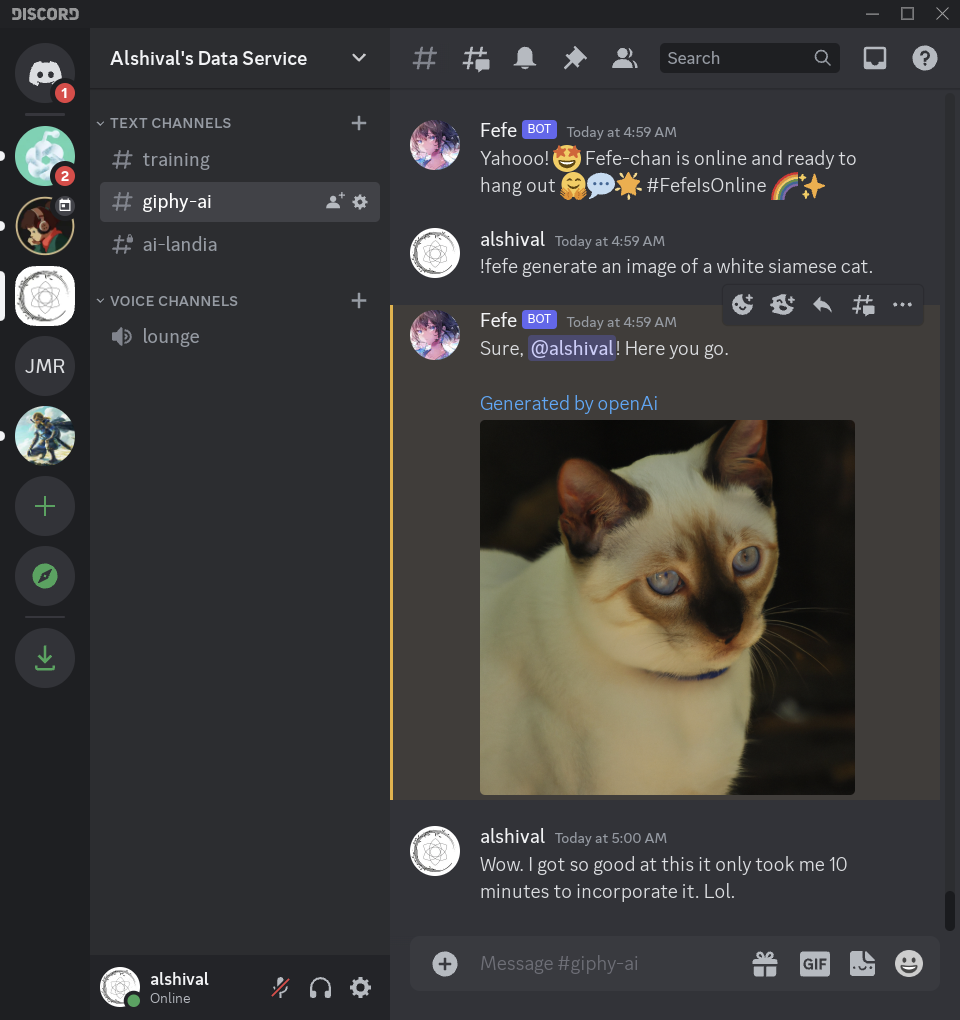 DISCORD
1
2
JMR
Alshival's Data Service
TEXT CHANNELS
training
giphy-ai
ai-landia
VOICE CHANNELS
lounge
alshival
Online
Search
Fefe BOT Today at 4:59 AM
Yahooo! 🤩 Fefe-chan is online and ready to
hang out 🤗💬🌟 #FefeIsOnline 🌈✨
alshival Today at 4:59 AM
!fefe generate an image of a white siamese cat.
Fefe BOT Today at 4:59 AM
Sure, @alshival! Here you go.
Generated by openAi
alshival Today at 5:00 AM
Wow. I got so good at this it only took me 10
minutes to incorporate it. Lol.
Message #giphy-ai
GIF